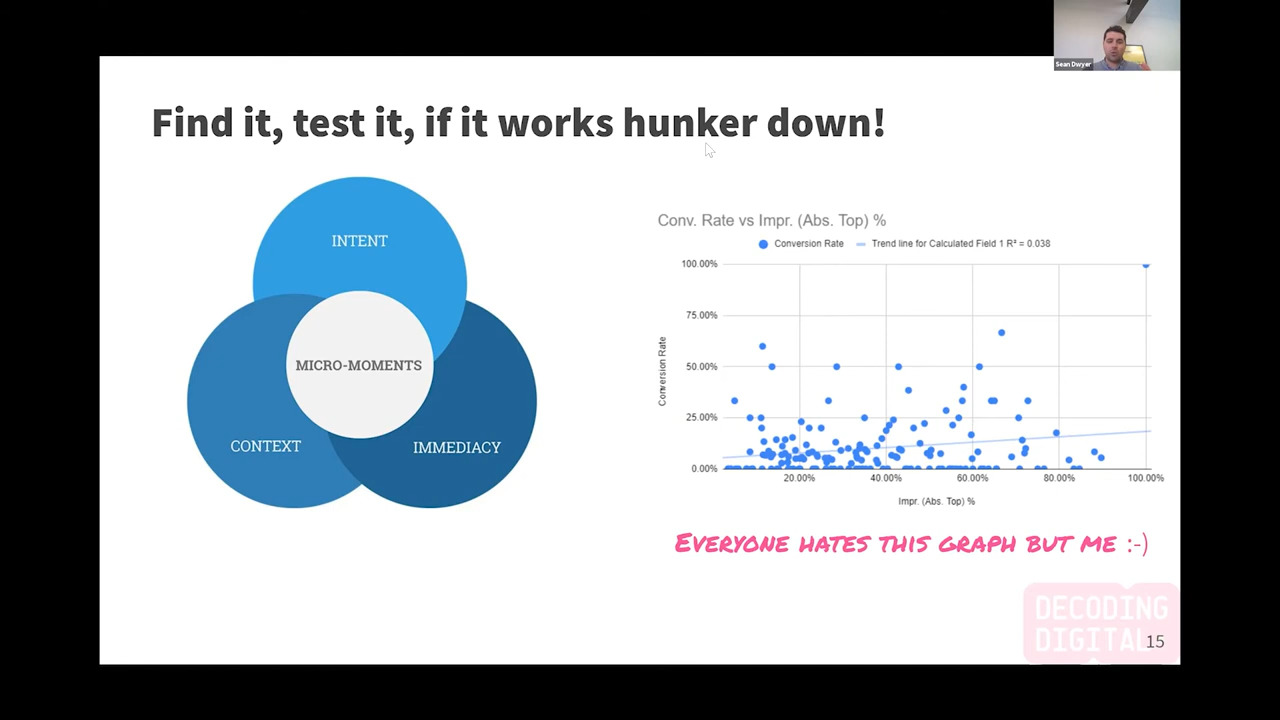 Sean Dwyer
Find it, test it, if it works hunker down!
INTENT
MICRO-MOMENTS
CONTEXT
IMMEDIACY
Conv. Rate vs Impr. (Abs. Top) %
Conversion Rate
Trend line for Calculated Field 1 R² = 0.038
100.00%
75.00%
50.00%
25.00%
0.00%
Conversion Rate
20.00% 40.00% 60.00% 80.00% 100.00%
Impr. (Abs. Top) %
EVERYONE HATES THIS GRAPH BUT ME :-)
DECODING
DIGITAL
15